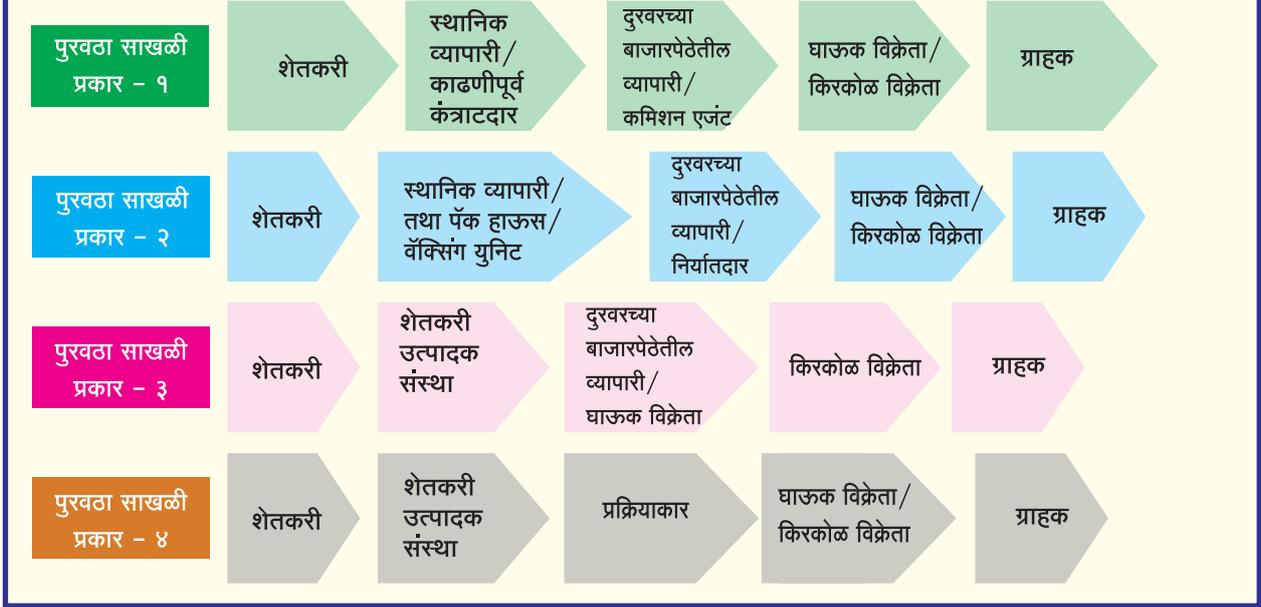 पुरवठा साखळी
प्रकार – १
शेतकरी
स्थानिक
व्यापारी/
काढणीपूर्व
कंत्राटदार
दुरवरच्या
बाजारपेठेतील
व्यापारी/
कमिशन एजंट
घाऊक विक्रेता/
किरकोळ विक्रेता
ग्राहक
पुरवठा साखळी
प्रकार – २
शेतकरी
स्थानिक व्यापारी/
तथा पॅक हाऊस/
वॅक्सिंग युनिट
दुरवरच्या
बाजारपेठेतील
व्यापारी/
निर्यातदार
घाऊक विक्रेता/
किरकोळ विक्रेता
ग्राहक
पुरवठा साखळी
प्रकार – ३
शेतकरी
शेतकरी
उत्पादक
संस्था
दुरवरच्या
बाजारपेठेतील
व्यापारी/
घाऊक विक्रेता
किरकोळ विक्रेता
ग्राहक
पुरवठा साखळी
प्रकार – ४
शेतकरी
शेतकरी
उत्पादक
संस्था
प्रक्रियाकार
घाऊक विक्रेता/
किरकोळ विक्रेता
ग्राहक